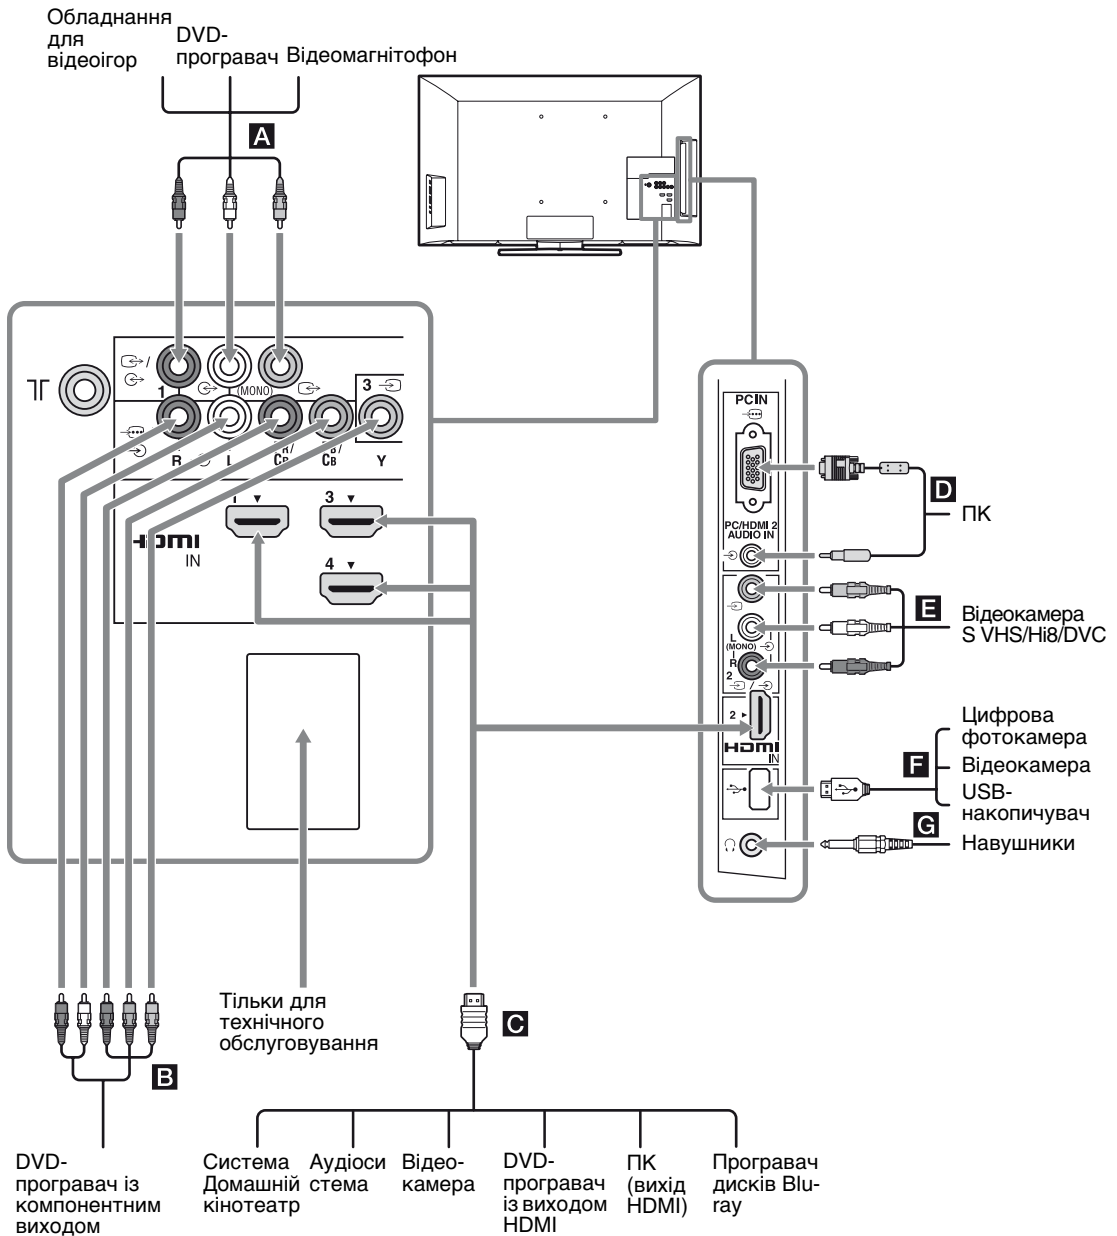 Обладнання
для
відеоігор
DVD-
програвач
Відеомагнітофон
A
1
(MONO)
3
R
L
CB
Y
1
3
HDMI
IN
4
PC IN
D
ПК
PC/HDMI 2
AUDIO IN
E
Відеокамера
S VHS/Hi8/DVC
L
(MONO)
R
2
2
HDMI
IN
Цифрова
фотокамера
F
Відеокамера
USB-
накопичувач
G
Навушники
Тільки для
технічного
обслуговування
C
B
DVD-
програвач із
компонентним
виходом
Система
Домашній
кінотеатр
Аудіоси
стема
Відео-
камера
DVD-
програвач
із виходом
HDMI
ПК
(вихід
HDMI)
Програвач
дисків Blu-
ray